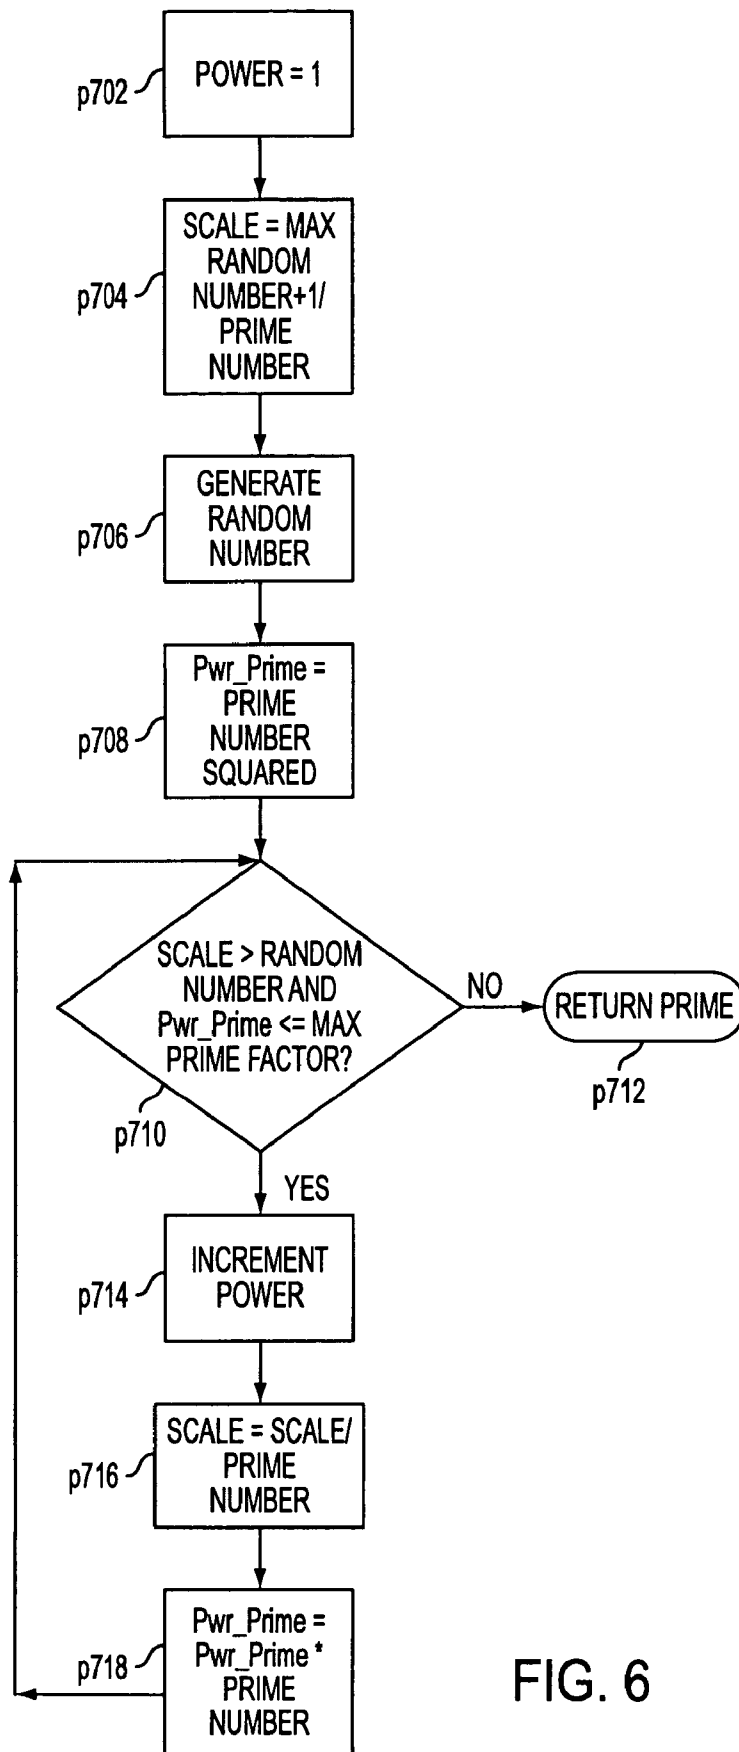 POWER = 1
p702
SCALE = MAX
RANDOM
NUMBER+1/
PRIME
NUMBER
p704
GENERATE
RANDOM
NUMBER
p706
Pwr_Prime =
PRIME
NUMBER
SQUARED
p708
SCALE > RANDOM
NUMBER AND
Pwr_Prime <= MAX
PRIME FACTOR?
p710
NO
RETURN PRIME
p712
YES
INCREMENT
POWER
p714
SCALE = SCALE/
PRIME
NUMBER
p716
Pwr_Prime =
Pwr_Prime *
PRIME
NUMBER
p718
FIG. 6